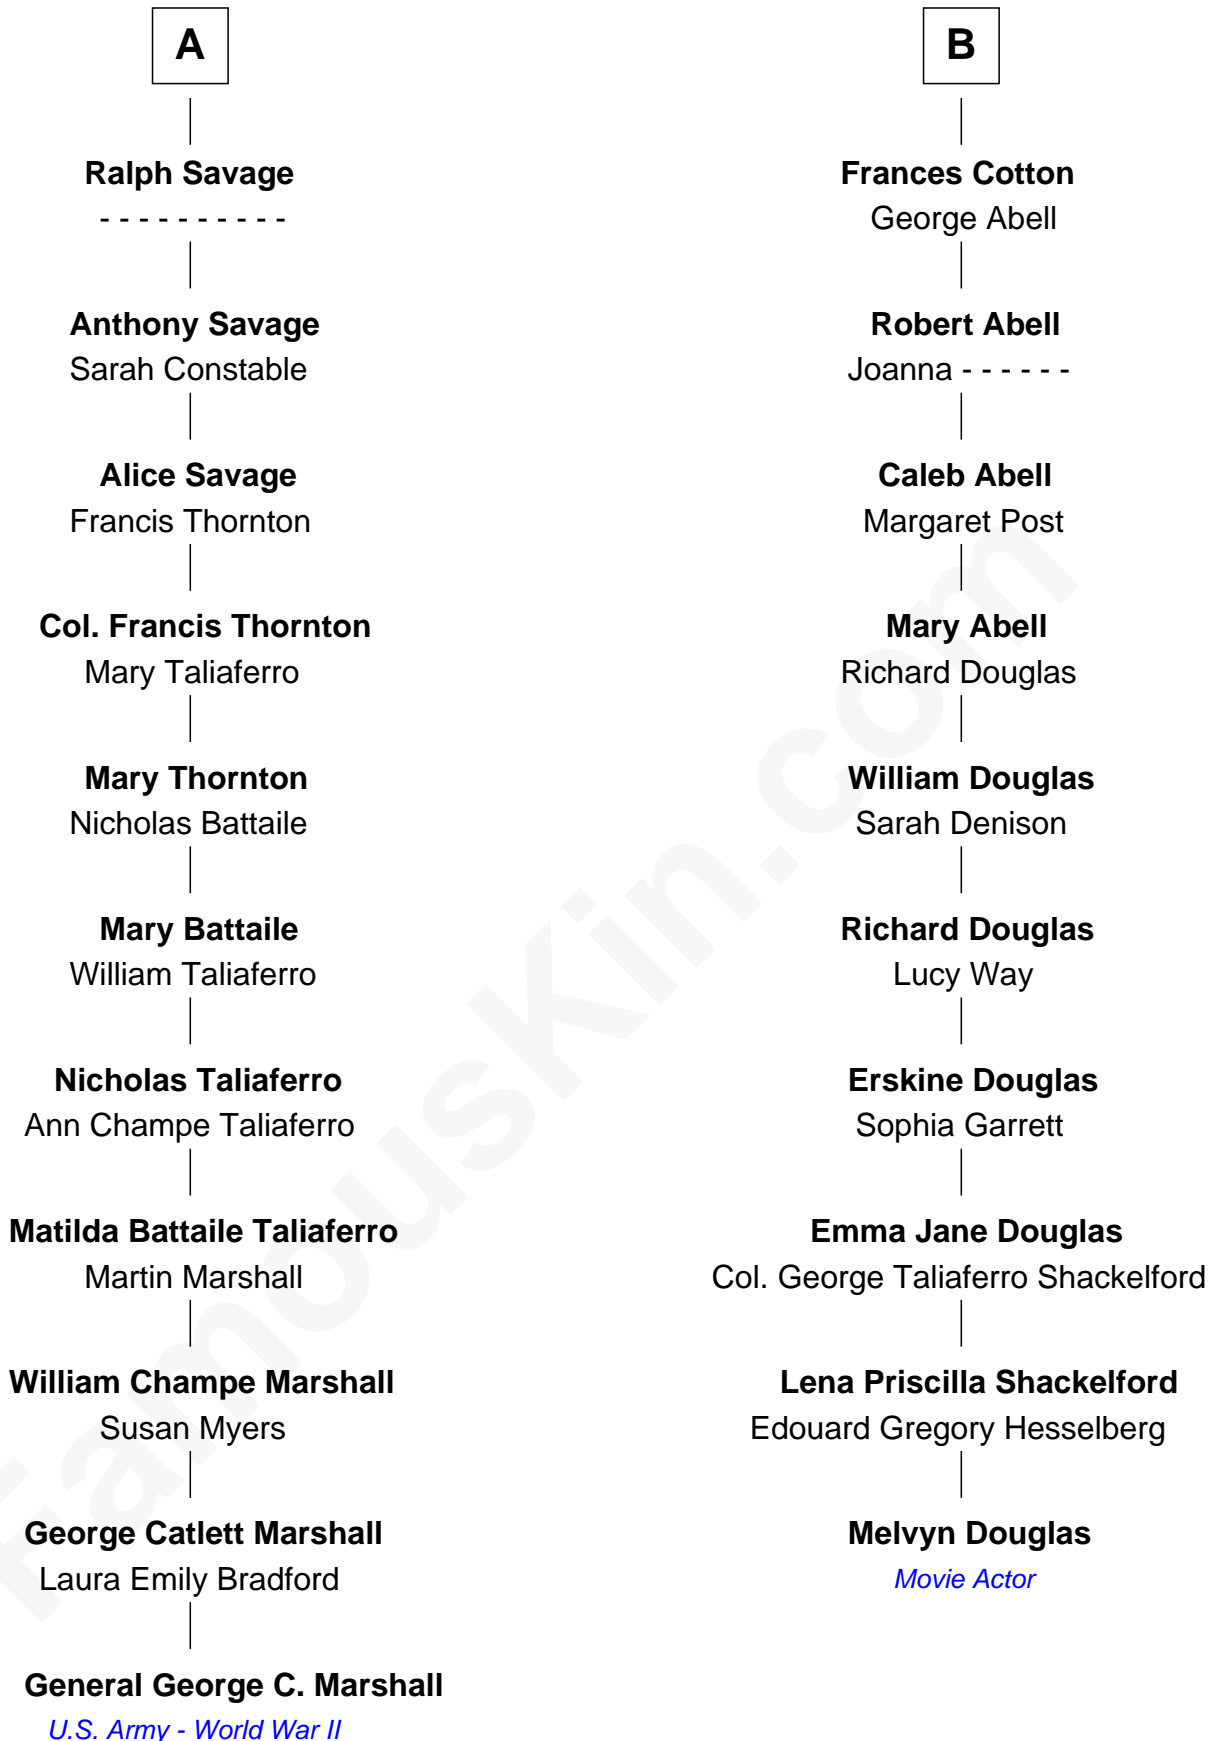 A
Ralph Savage
- - - - - - - - - -
Anthony Savage
Sarah Constable
Alice Savage
Francis Thornton
Col. Francis Thornton
Mary Taliaferro
Mary Thornton
Nicholas Battaile
Mary Battaile
William Taliaferro
Nicholas Taliaferro
Ann Champe Taliaferro
Matilda Battaile Taliaferro
Martin Marshall
William Champe Marshall
Susan Myers
George Catlett Marshall
Laura Emily Bradford
General George C. Marshall
U.S. Army - World War II
B
Frances Cotton
George Abell
Robert Abell
Joanna - - - - - -
Caleb Abell
Margaret Post
Mary Abell
Richard Douglas
William Douglas
Sarah Denison
Richard Douglas
Lucy Way
Erskine Douglas
Sophia Garrett
Emma Jane Douglas
Col. George Taliaferro Shackelford
Lena Priscilla Shackelford
Edouard Gregory Hesselberg
Melvyn Douglas
Movie Actor
FamousKin.com